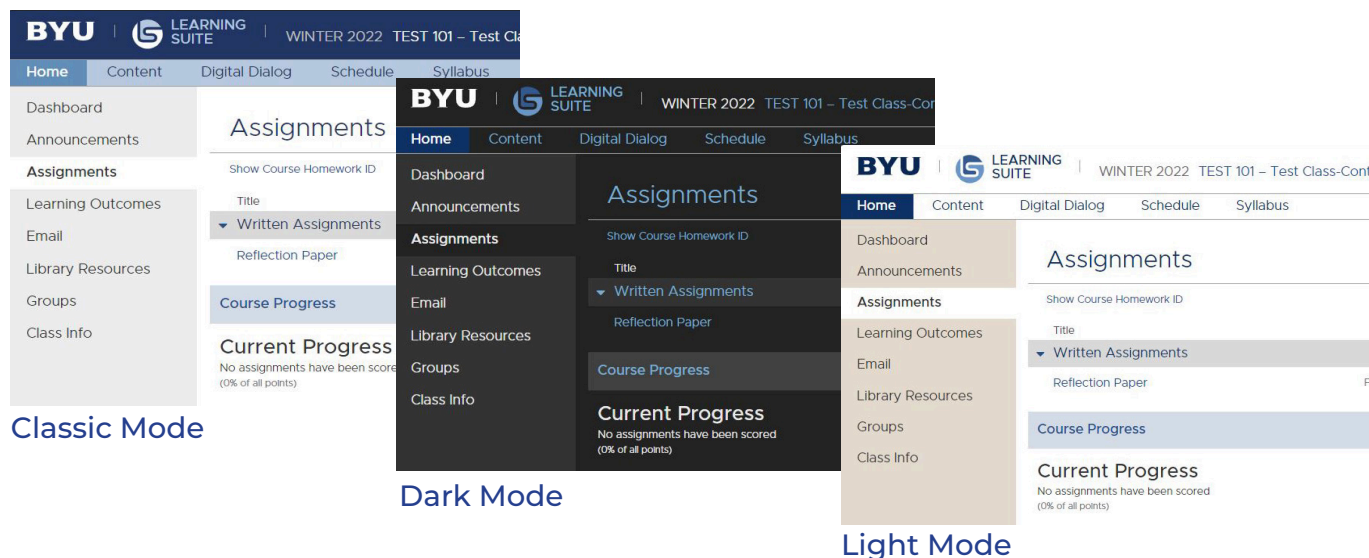 BYU LEARNING SUITE WINTER 2022 TEST 101 – Test Cla
Home Content Digital Dialog Schedule Syllabus
Dashboard
Announcements
Assignments
Learning Outcomes
Email
Library Resources
Groups
Class Info
Assignments
Show Course Homework ID
Title
Written Assignments
Reflection Paper
Course Progress
Current Progress
No assignments have been score
(0% of all points)
Classic Mode
BYU LEARNING SUITE WINTER 2022 TEST 101 – Test Class-Con
Home Content Digital Dialog Schedule Syllabus
Dashboard
Announcements
Assignments
Learning Outcomes
Email
Library Resources
Groups
Class Info
Assignments
Show Course Homework ID
Title
Written Assignments
Reflection Paper
Course Progress
Current Progress
No assignments have been scored
(0% of all points)
Dark Mode
BYU LEARNING SUITE WINTER 2022 TEST 101 – Test Class-Cont
Home Content Digital Dialog Schedule Syllabus
Dashboard
Announcements
Assignments
Learning Outcomes
Email
Library Resources
Groups
Class Info
Assignments
Show Course Homework ID
Title
Written Assignments
Reflection Paper
Course Progress
Current Progress
No assignments have been scored
(0% of all points)
Light Mode